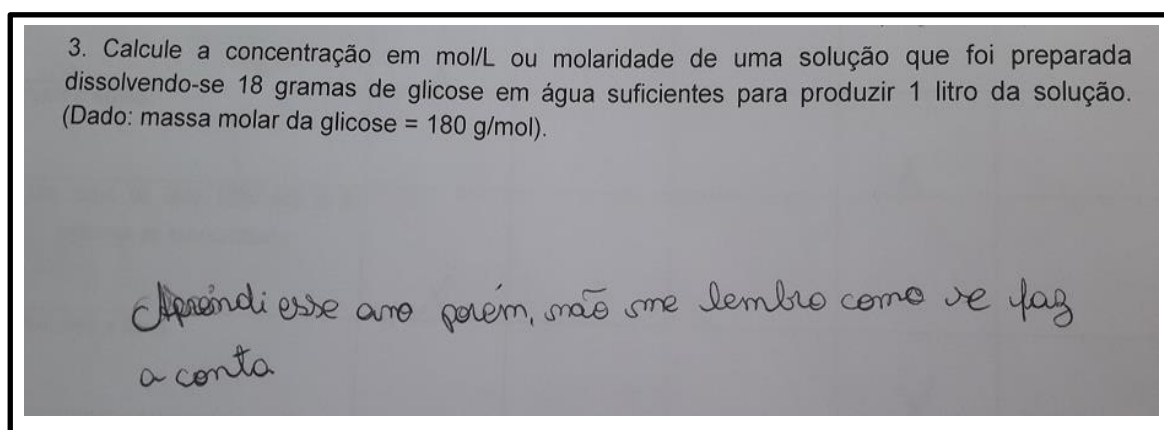 3. Calcule a concentração em mol/L ou molaridade de uma solução que foi preparada
dissolvendo-se 18 gramas de glicose em água suficientes para produzir 1 litro da solução.
(Dado: massa molar da glicose = 180 g/mol).
Aprendi esse ano porém, não me lembro como se faz
a conta